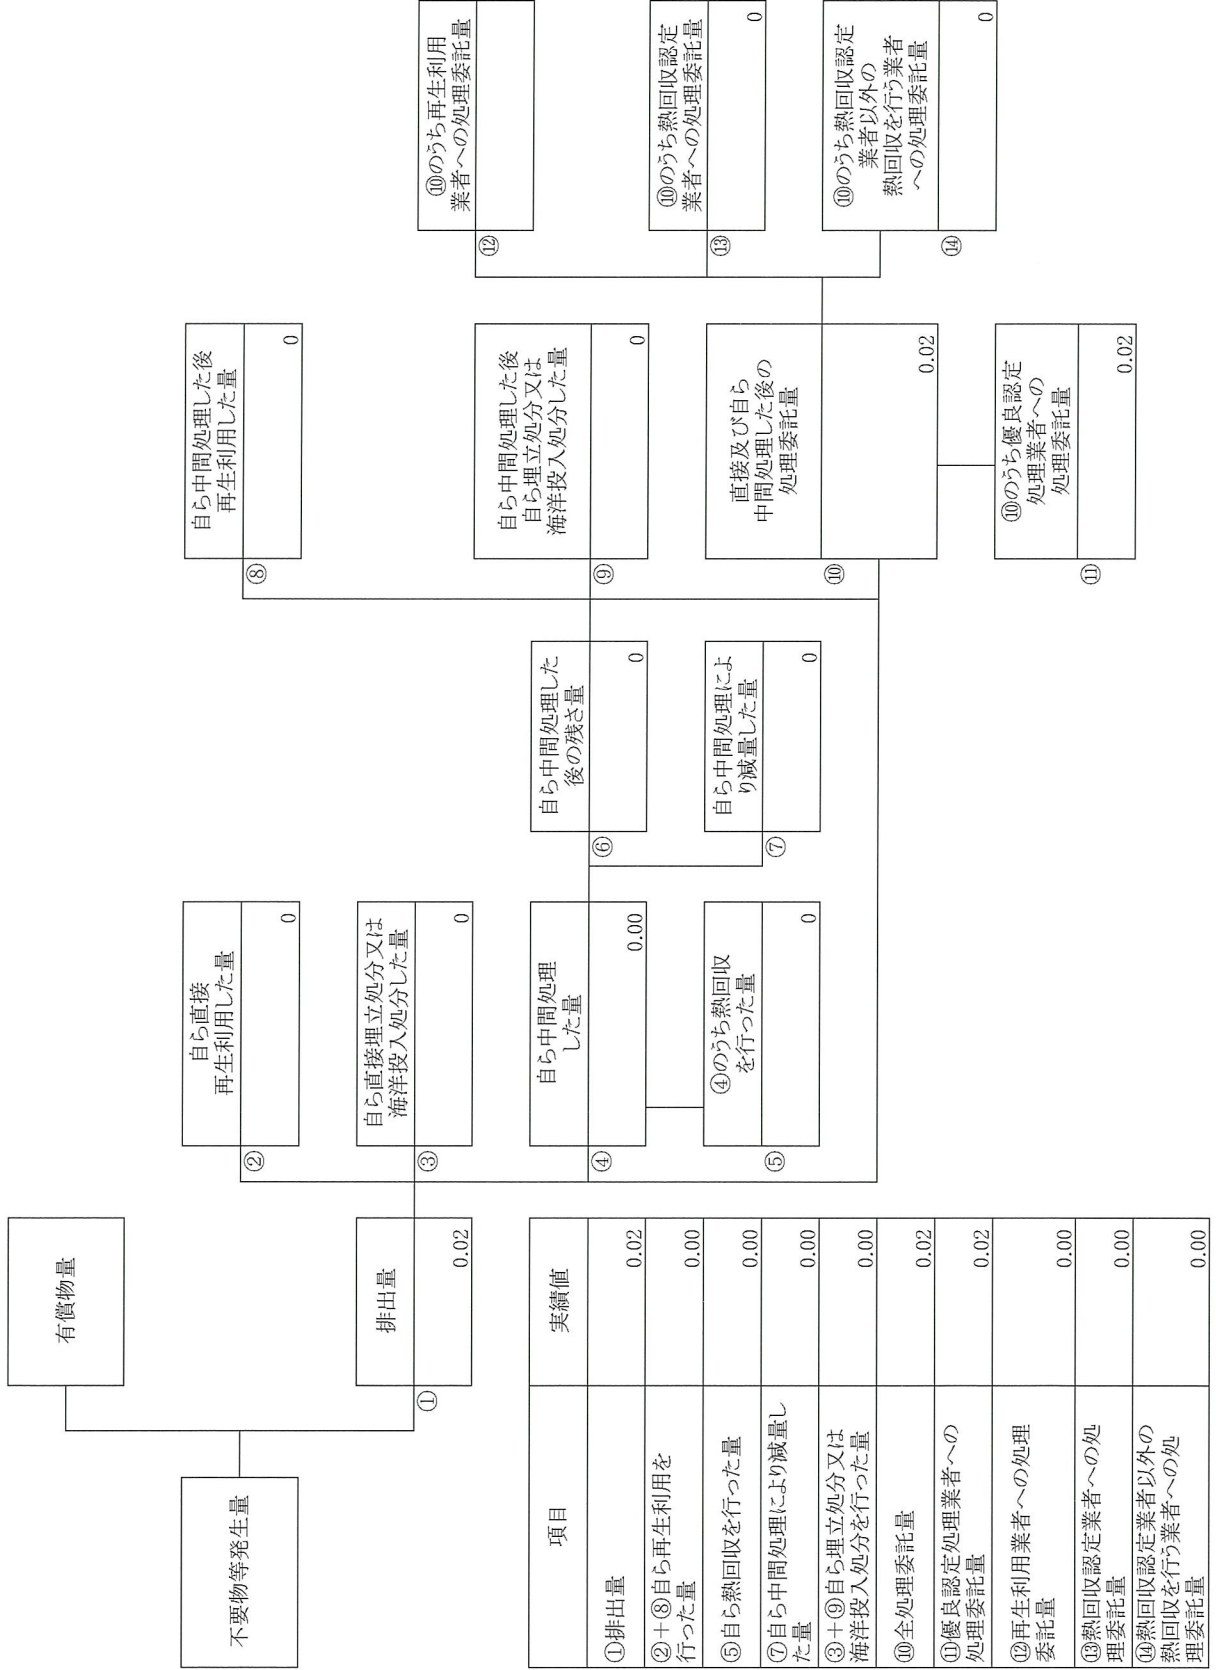 不要物等発生量
有償物量
①
排出量
0.02
②
自ら直接
再生利用した量
0
③
自ら直接埋立処分又は
海洋投入処分した量
0
④
自ら中間処理
した量
0.00
⑤
④のうち熱回収
を行った量
0
⑥
自ら中間処理した
後の残さ量
0
⑦
自ら中間処理によ
り減量した量
0
⑧
自ら中間処理した後
再生利用した量
0
⑨
自ら中間処理した後
自ら埋立処分又は
海洋投入処分した量
0
⑩
直接及び自ら
中間処理した後の
処理委託量
0.02
⑪
⑩のうち優良認定
処理業者への
処理委託量
0.02
⑫
⑩のうち再生利用
業者への処理委託量
⑬
⑩のうち熱回収認定
業者への処理委託量
0
⑭
⑩のうち熱回収認定
業者以外の
熱回収を行う業者
への処理委託量
0
項目 実績値
①排出量 0.02
②＋⑧自ら再生利用を
行った量 0.00
⑤自ら熱回収を行った量 0.00
⑦自ら中間処理により減量し
た量 0.00
③＋⑨自ら埋立処分又は
海洋投入処分を行った量 0.00
⑩全処理委託量 0.02
⑪優良認定処理業者への
処理委託量 0.02
⑫再生利用業者への処理
委託量 0.00
⑬熱回収認定業者への処
理委託量 0.00
⑭熱回収認定業者以外の
熱回収を行う業者への処
理委託量 0.00